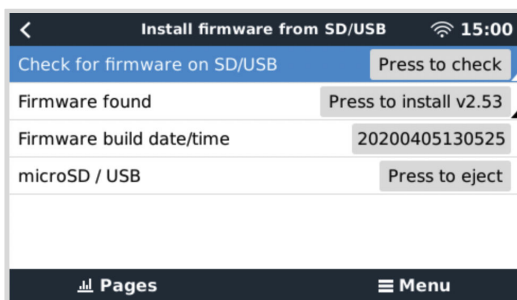 Install firmware from SD/USB 15:00
Check for firmware on SD/USB Press to check
Firmware found Press to install v2.53
Firmware build date/time 20200405130525
microSD / USB Press to eject
Pages Menu